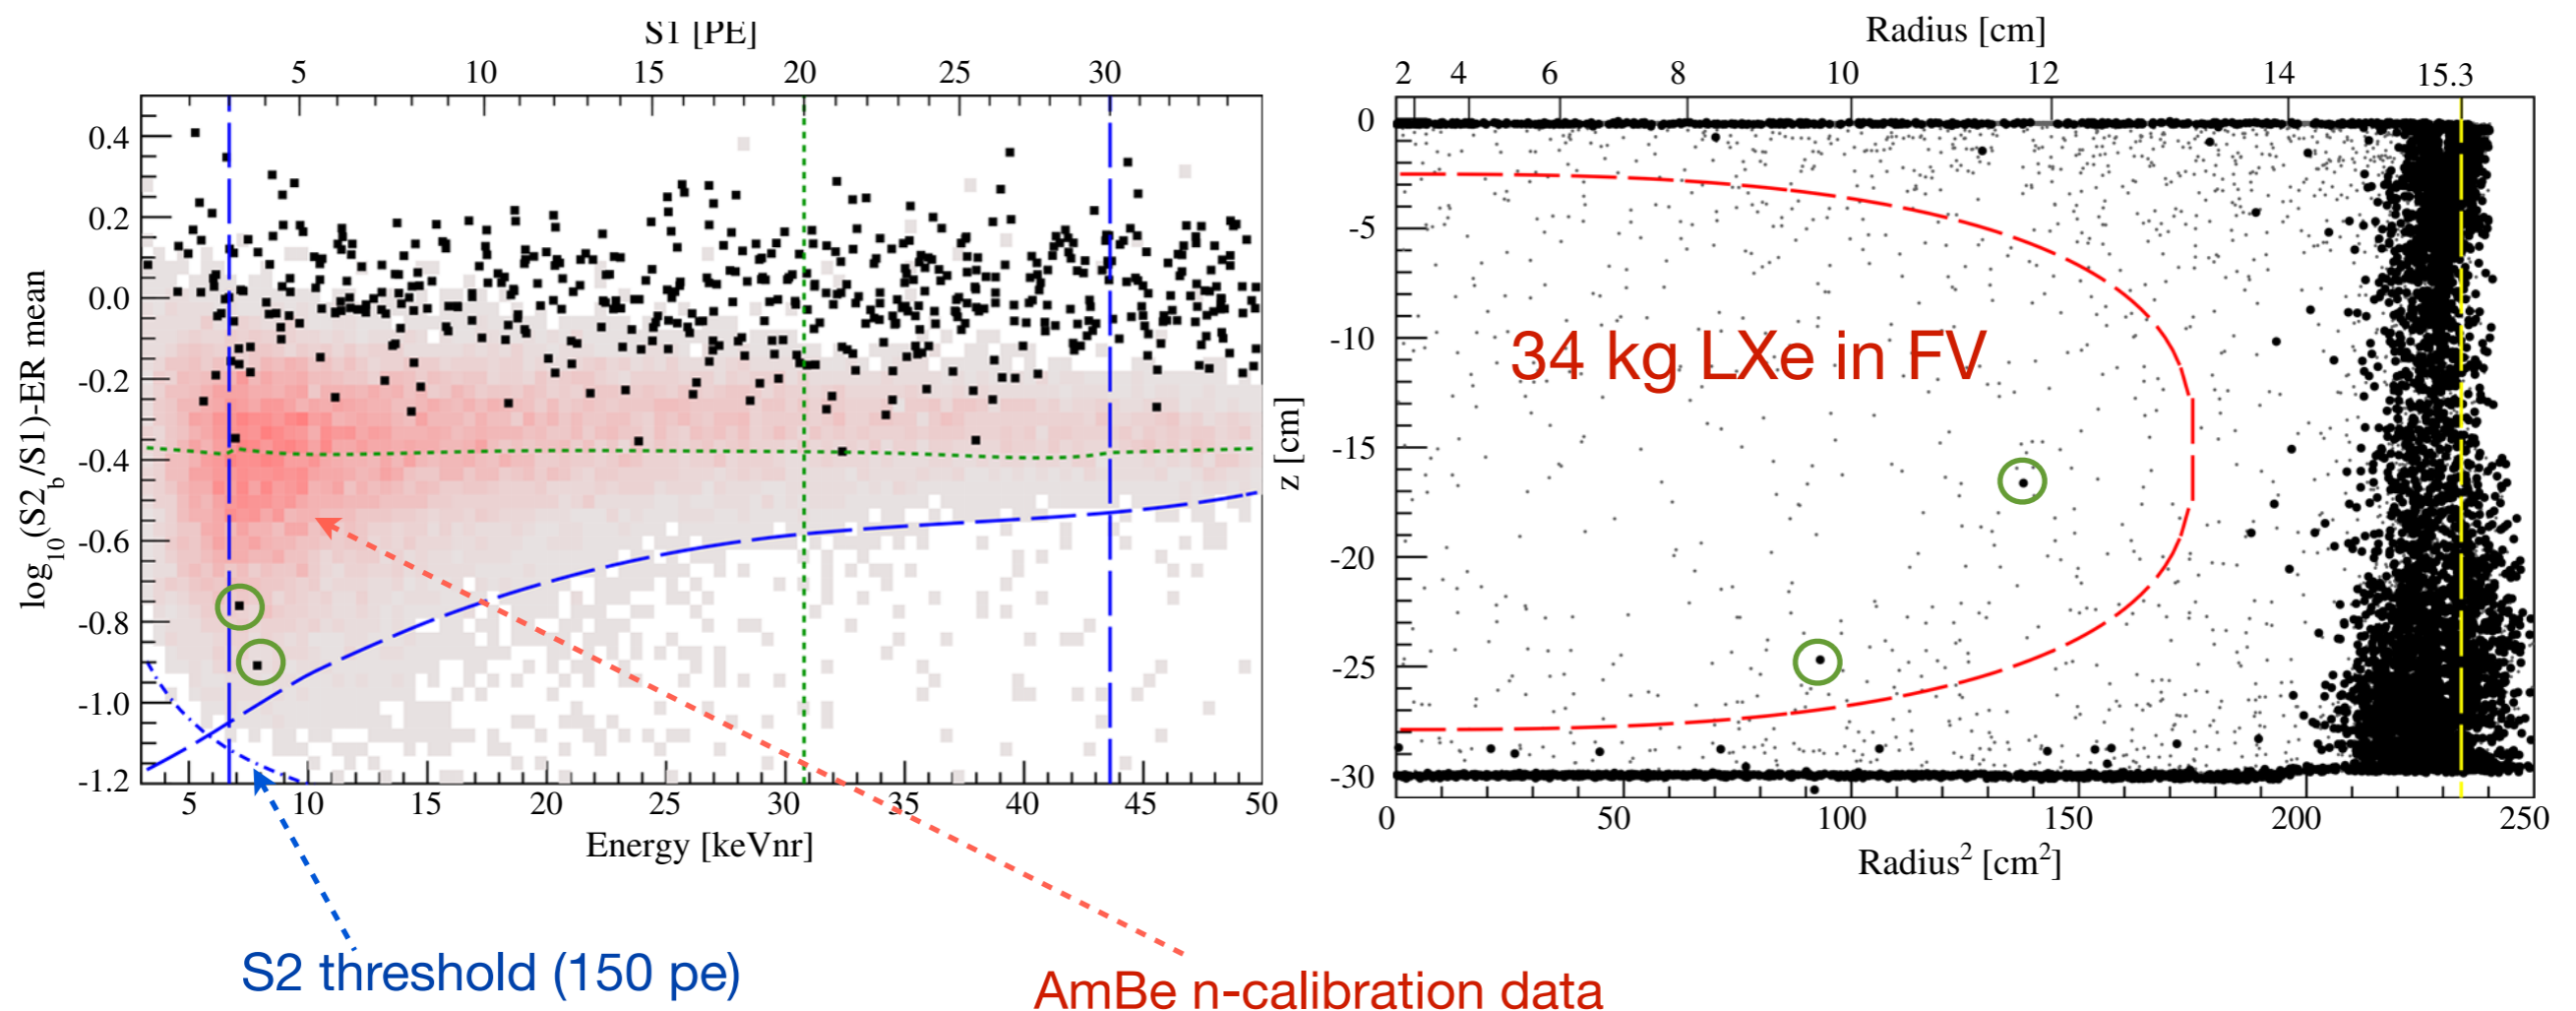 S1 [PE]
5 10 15 20 25 30
0.4
0.2
0.0
-0.2
-0.4
-0.6
-0.8
-1.0
-1.2
log10(S2b/S1)-ER mean
5 10 15 20 25 30 35 40 45 50
Energy [keVnr]
S2 threshold (150 pe)
AmBe n-calibration data
Radius [cm]
2 4 6 8 10 12 14 15.3
0
-5
-10
-15
-20
-25
-30
z [cm]
34 kg LXe in FV
0 50 100 150 200 250
Radius² [cm²]